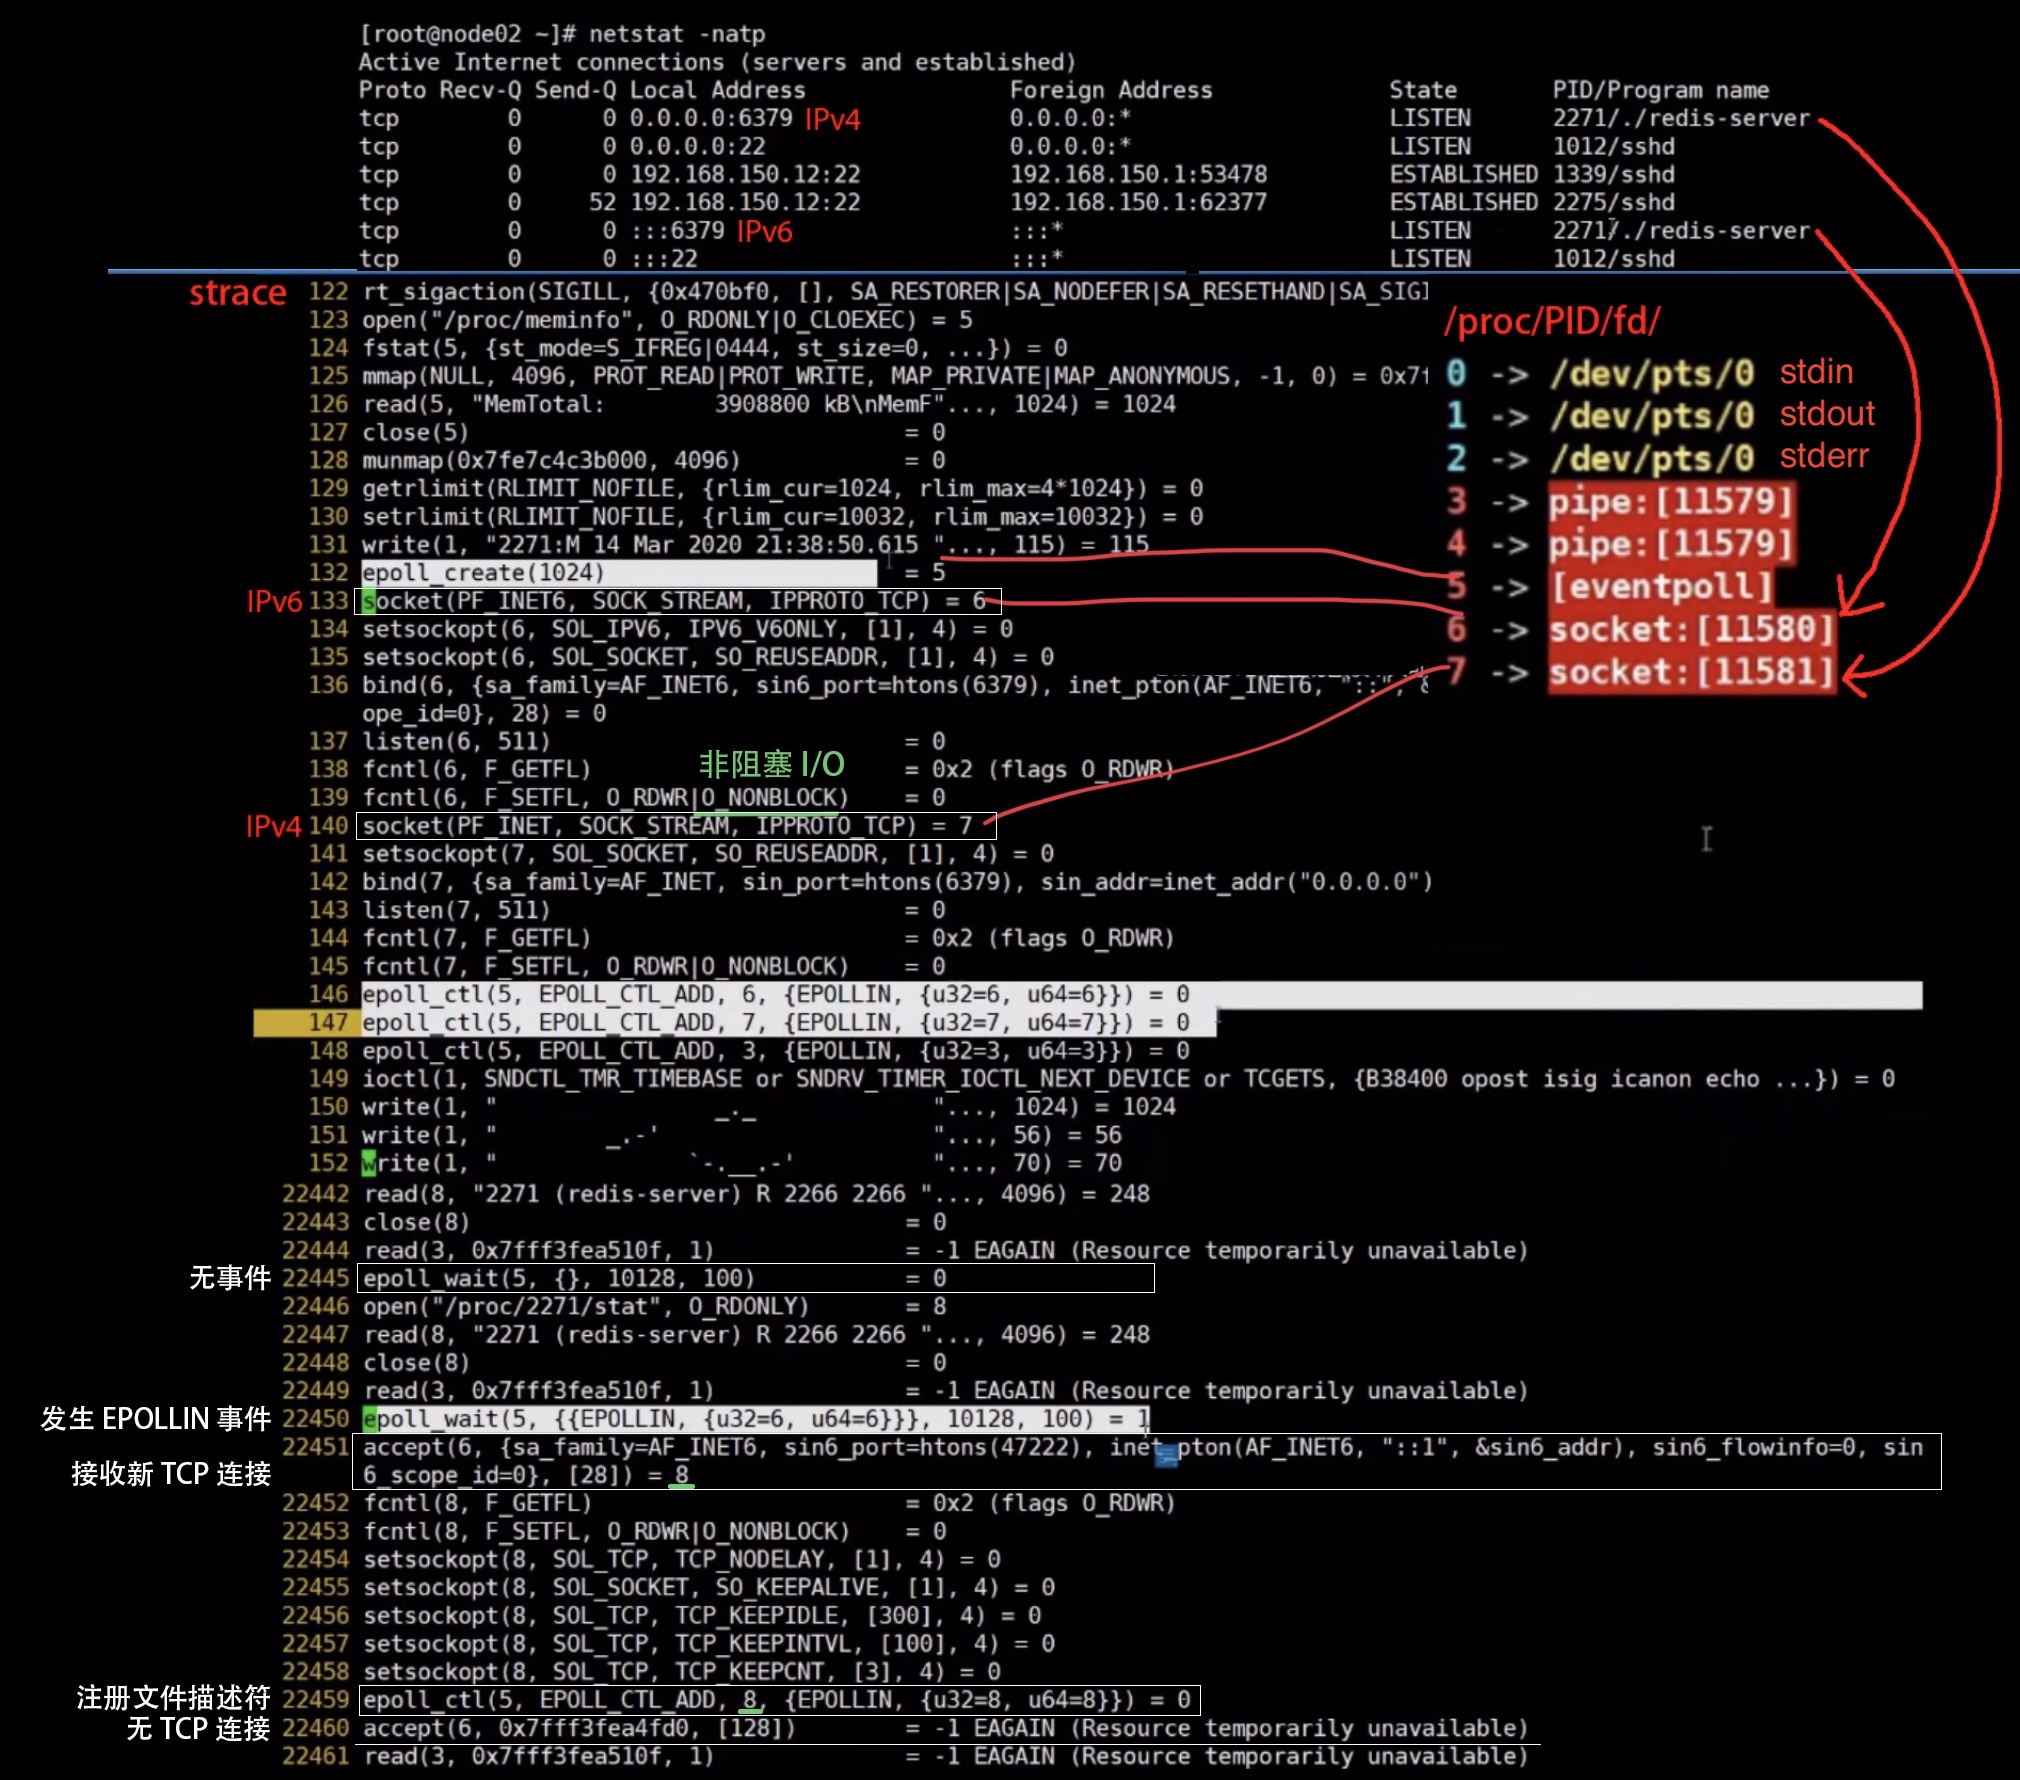 [root@node02 ~]# netstat -natp
Active Internet connections (servers and established)
Proto Recv-Q Send-Q Local Address Foreign Address State PID/Program name
tcp 0 0 0.0.0.0:6379 IPv4 0.0.0.0:* LISTEN 2271/./redis-server
tcp 0 0 0.0.0.0:22 0.0.0.0:* LISTEN 1012/sshd
tcp 0 0 192.168.150.12:22 192.168.150.1:53478 ESTABLISHED 1339/sshd
tcp 0 52 192.168.150.12:22 192.168.150.1:62377 ESTABLISHED 2275/sshd
tcp 0 0 :::6379 IPv6 :::* LISTEN 2271/./redis-server
tcp 0 0 :::22 :::* LISTEN 1012/sshd
strace 122 rt_sigaction(SIGILL, {0x470bf0, [], SA_RESTORER|SA_NODEFER|SA_RESETHAND|SA_SIGI
123 open("/proc/meminfo", O_RDONLY|O_CLOEXEC) = 5
124 fstat(5, {st_mode=S_IFREG|0444, st_size=0, ...}) = 0
125 mmap(NULL, 4096, PROT_READ|PROT_WRITE, MAP_PRIVATE|MAP_ANONYMOUS, -1, 0) = 0x7f
126 read(5, "MemTotal: 3908800 kB\nMemF"..., 1024) = 1024
127 close(5) = 0
128 munmap(0x7fe7c4c3b000, 4096) = 0
129 getrlimit(RLIMIT_NOFILE, {rlim_cur=1024, rlim_max=4*1024}) = 0
130 setrlimit(RLIMIT_NOFILE, {rlim_cur=10032, rlim_max=10032}) = 0
131 write(1, "2271:M 14 Mar 2020 21:38:50.615 "..., 115) = 115
132 epoll_create(1024) = 5
IPv6 133 socket(PF_INET6, SOCK_STREAM, IPPROTO_TCP) = 6
134 setsockopt(6, SOL_IPV6, IPV6_V6ONLY, [1], 4) = 0
135 setsockopt(6, SOL_SOCKET, SO_REUSEADDR, [1], 4) = 0
136 bind(6, {sa_family=AF_INET6, sin6_port=htons(6379), inet_pton(AF_INET6, "::", &
ope_id=0}, 28) = 0
137 listen(6, 511) = 0
非阻塞 I/O
138 fcntl(6, F_GETFL) = 0x2 (flags O_RDWR)
139 fcntl(6, F_SETFL, O_RDWR|O_NONBLOCK) = 0
IPv4 140 socket(PF_INET, SOCK_STREAM, IPPROTO_TCP) = 7
141 setsockopt(7, SOL_SOCKET, SO_REUSEADDR, [1], 4) = 0
142 bind(7, {sa_family=AF_INET, sin_port=htons(6379), sin_addr=inet_addr("0.0.0.0")
143 listen(7, 511) = 0
144 fcntl(7, F_GETFL) = 0x2 (flags O_RDWR)
145 fcntl(7, F_SETFL, O_RDWR|O_NONBLOCK) = 0
146 epoll_ctl(5, EPOLL_CTL_ADD, 6, {EPOLLIN, {u32=6, u64=6}}) = 0
147 epoll_ctl(5, EPOLL_CTL_ADD, 7, {EPOLLIN, {u32=7, u64=7}}) = 0
148 epoll_ctl(5, EPOLL_CTL_ADD, 3, {EPOLLIN, {u32=3, u64=3}}) = 0
149 ioctl(1, SNDCTL_TMR_TIMEBASE or SNDRV_TIMER_IOCTL_NEXT_DEVICE or TCGETS, {B38400 opost isig icanon echo ...}) = 0
150 write(1, " _._ "..., 1024) = 1024
151 write(1, " _.-' "..., 56) = 56
152 write(1, " `-.__.-' "..., 70) = 70
/proc/PID/fd/
0 -> /dev/pts/0 stdin
1 -> /dev/pts/0 stdout
2 -> /dev/pts/0 stderr
3 -> pipe:[11579]
4 -> pipe:[11579]
5 -> [eventpoll]
6 -> socket:[11580]
7 -> socket:[11581]
22442 read(8, "2271 (redis-server) R 2266 2266 "..., 4096) = 248
22443 close(8) = 0
22444 read(3, 0x7fff3fea510f, 1) = -1 EAGAIN (Resource temporarily unavailable)
无事件 22445 epoll_wait(5, {}, 10128, 100) = 0
22446 open("/proc/2271/stat", O_RDONLY) = 8
22447 read(8, "2271 (redis-server) R 2266 2266 "..., 4096) = 248
22448 close(8) = 0
22449 read(3, 0x7fff3fea510f, 1) = -1 EAGAIN (Resource temporarily unavailable)
发生 EPOLLIN 事件 22450 epoll_wait(5, {{EPOLLIN, {u32=6, u64=6}}}, 10128, 100) = 1
22451 accept(6, {sa_family=AF_INET6, sin6_port=htons(47222), inet_pton(AF_INET6, "::1", &sin6_addr), sin6_flowinfo=0, sin
接收新 TCP 连接 6_scope_id=0}, [28]) = 8
22452 fcntl(8, F_GETFL) = 0x2 (flags O_RDWR)
22453 fcntl(8, F_SETFL, O_RDWR|O_NONBLOCK) = 0
22454 setsockopt(8, SOL_TCP, TCP_NODELAY, [1], 4) = 0
22455 setsockopt(8, SOL_SOCKET, SO_KEEPALIVE, [1], 4) = 0
22456 setsockopt(8, SOL_TCP, TCP_KEEPIDLE, [300], 4) = 0
22457 setsockopt(8, SOL_TCP, TCP_KEEPINTVL, [100], 4) = 0
22458 setsockopt(8, SOL_TCP, TCP_KEEPCNT, [3], 4) = 0
注册文件描述符 22459 epoll_ctl(5, EPOLL_CTL_ADD, 8, {EPOLLIN, {u32=8, u64=8}}) = 0
无 TCP 连接 22460 accept(6, 0x7fff3fea4fd0, [128]) = -1 EAGAIN (Resource temporarily unavailable)
22461 read(3, 0x7fff3fea510f, 1) = -1 EAGAIN (Resource temporarily unavailable)